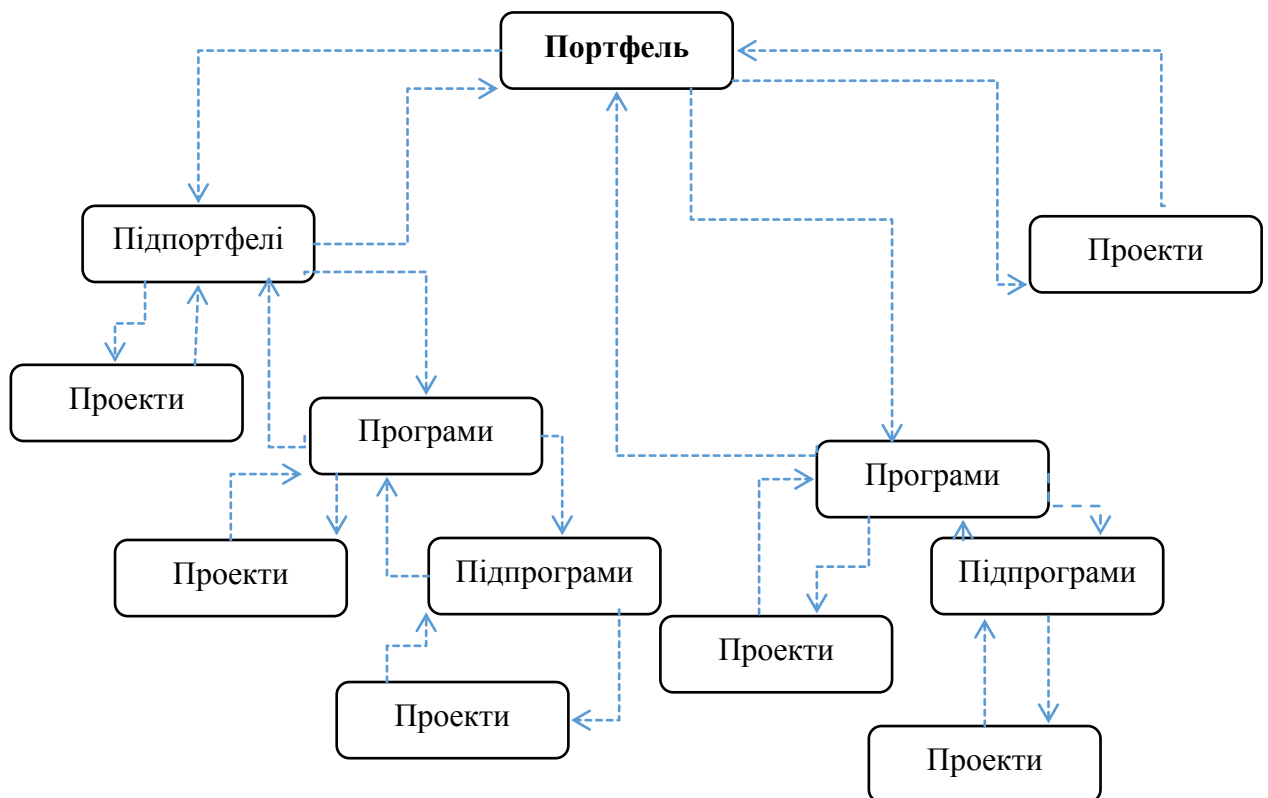 Портфель
Підпортфелі
Проекти
Проекти
Програми
Програми
Проекти
Підпрограми
Підпрограми
Проекти
Проекти
Проекти